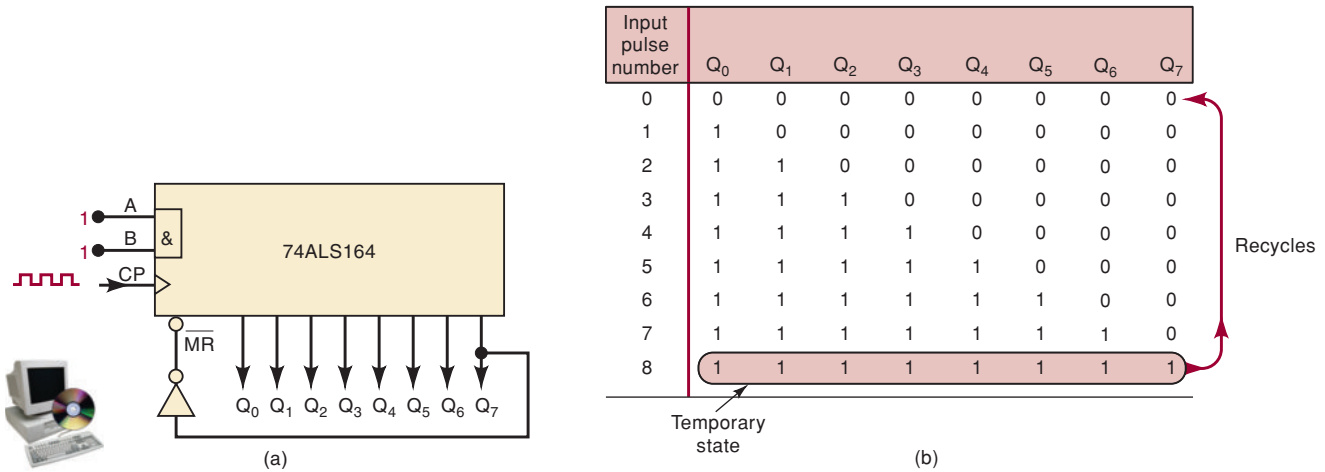 1 A
1 B
&
CP
74ALS164
M̅R̅
Q₀ Q₁ Q₂ Q₃ Q₄ Q₅ Q₆ Q₇
(a)
Input pulse number Q₀ Q₁ Q₂ Q₃ Q₄ Q₅ Q₆ Q₇
0 0 0 0 0 0 0 0 0
1 1 0 0 0 0 0 0 0
2 1 1 0 0 0 0 0 0
3 1 1 1 0 0 0 0 0
4 1 1 1 1 0 0 0 0
5 1 1 1 1 1 0 0 0
6 1 1 1 1 1 1 0 0
7 1 1 1 1 1 1 1 0
8 1 1 1 1 1 1 1 1
Recycles
Temporary
state
(b)